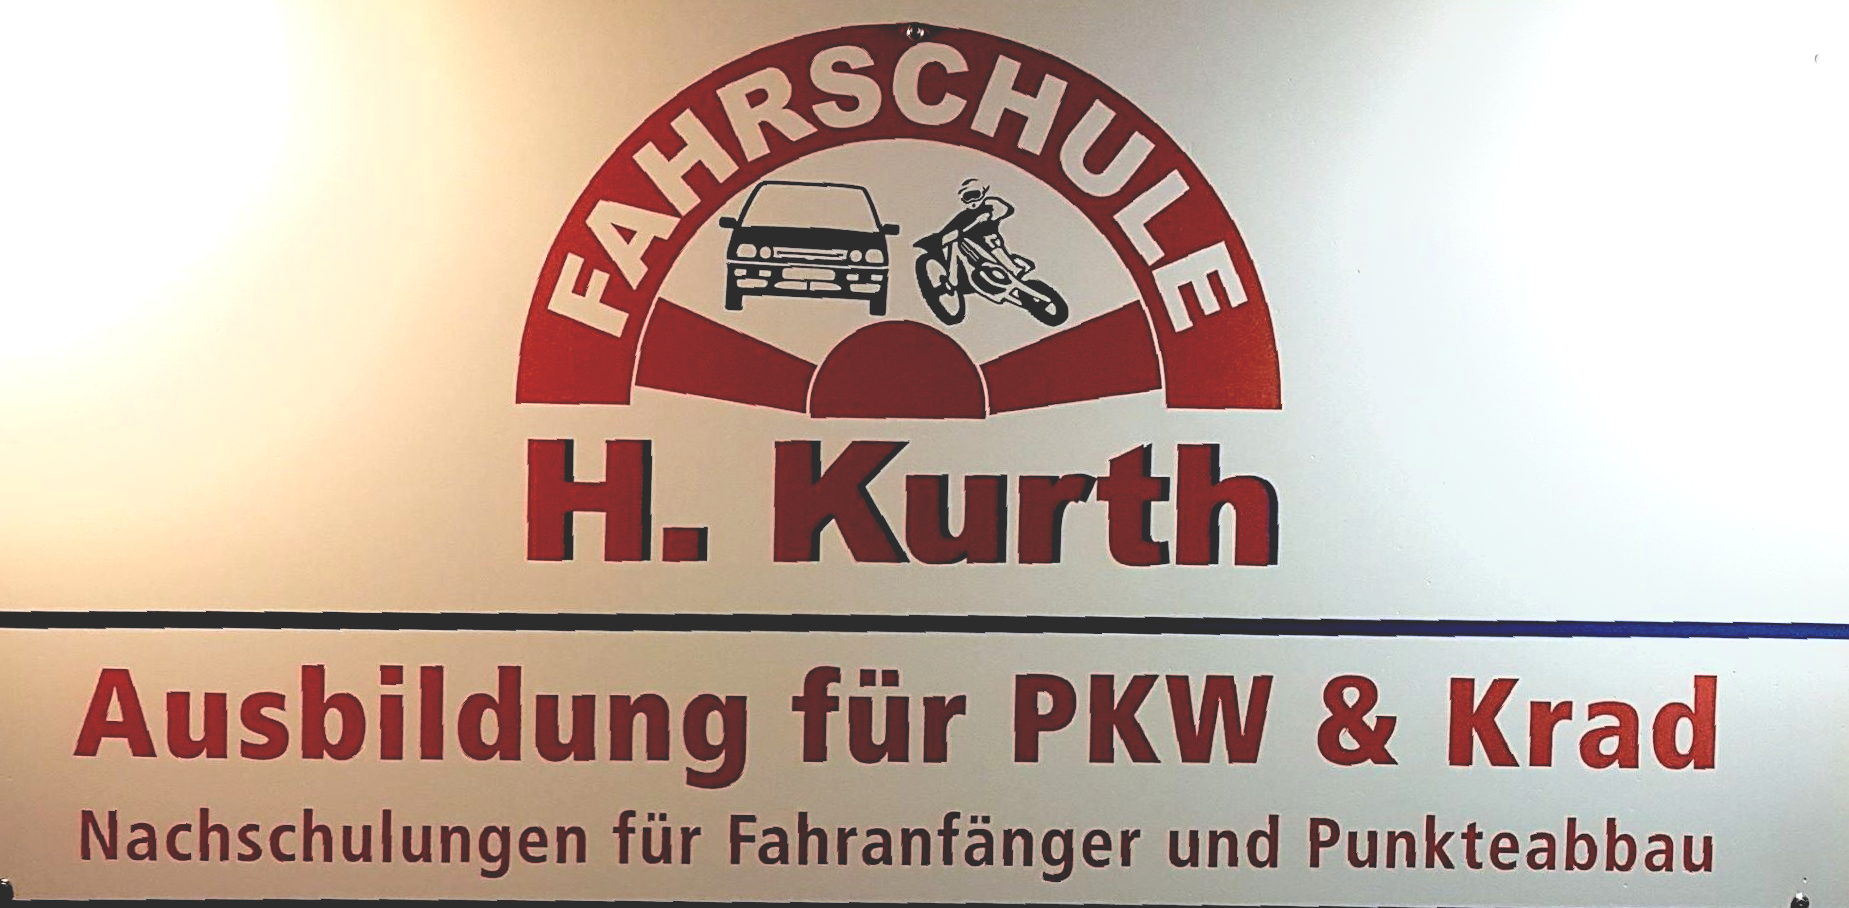 FAHRSCHULE
H. Kurth
Ausbildung für PKW & Krad
Nachschulungen für Fahranfänger und Punkteabbau